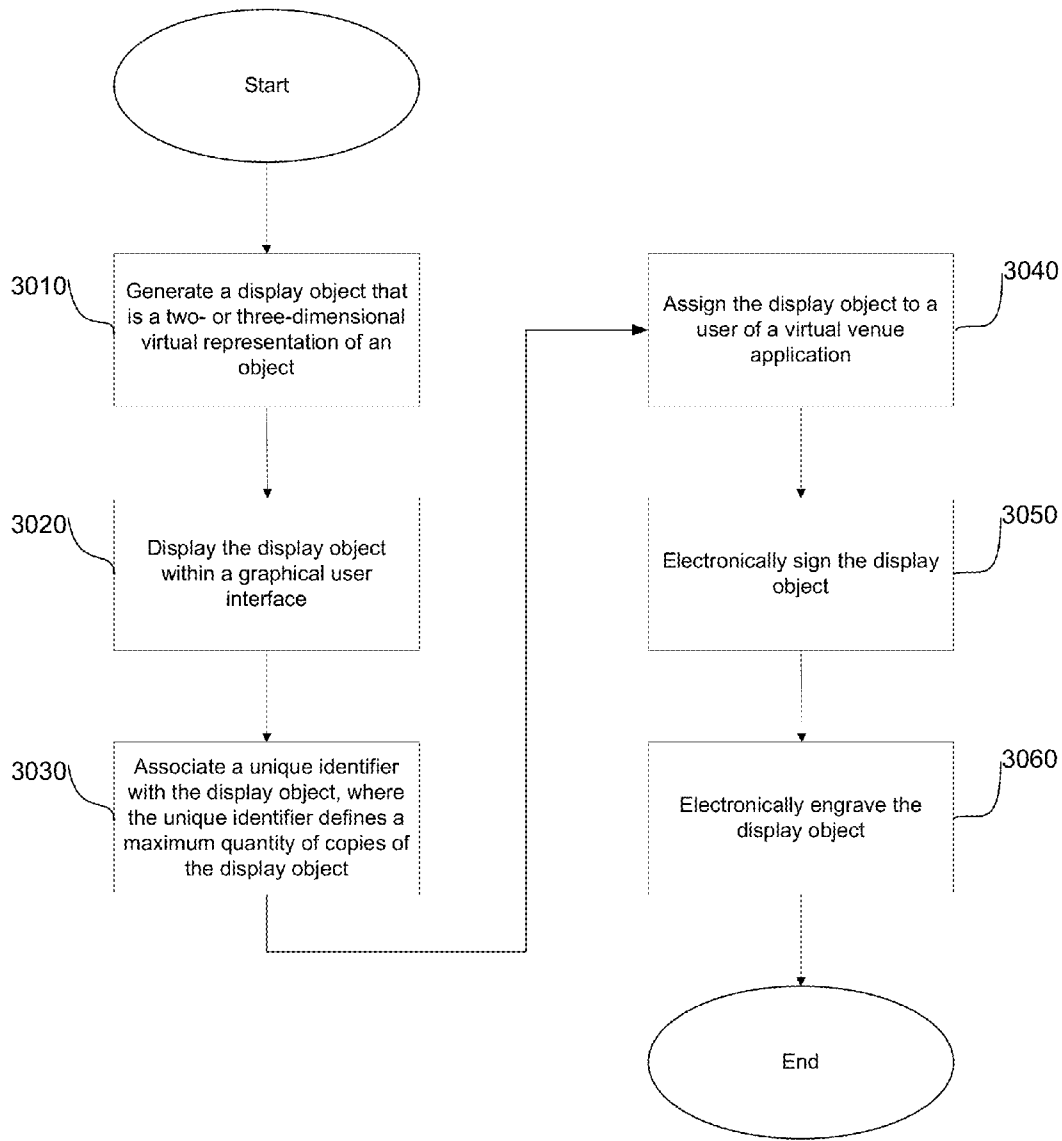 Start
3010
Generate a display object that
is a two- or three-dimensional
virtual representation of an
object
3020
Display the display object
within a graphical user
interface
3030
Associate a unique identifier
with the display object, where
the unique identifier defines a
maximum quantity of copies of
the display object
3040
Assign the display object to a
user of a virtual venue
application
3050
Electronically sign the display
object
3060
Electronically engrave the
display object
End